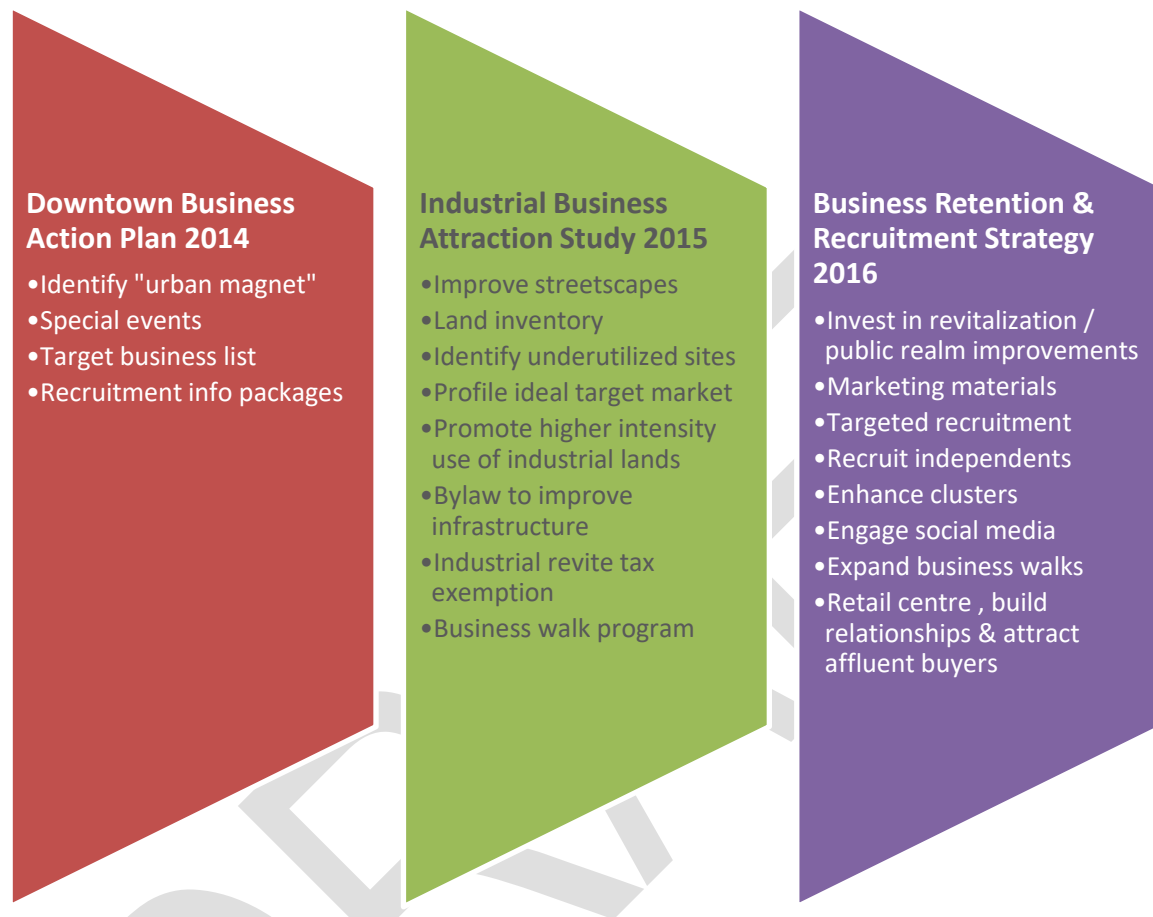 Downtown Business
Action Plan 2014
•Identify "urban magnet"
•Special events
•Target business list
•Recruitment info packages
Industrial Business
Attraction Study 2015
•Improve streetscapes
•Land inventory
•Identify underutilized sites
•Profile ideal target market
•Promote higher intensity
use of industrial lands
•Bylaw to improve
infrastructure
•Industrial revite tax
exemption
•Business walk program
Business Retention &
Recruitment Strategy
2016
•Invest in revitalization /
public realm improvements
•Marketing materials
•Targeted recruitment
•Recruit independents
•Enhance clusters
•Engage social media
•Expand business walks
•Retail centre , build
relationships & attract
affluent buyers